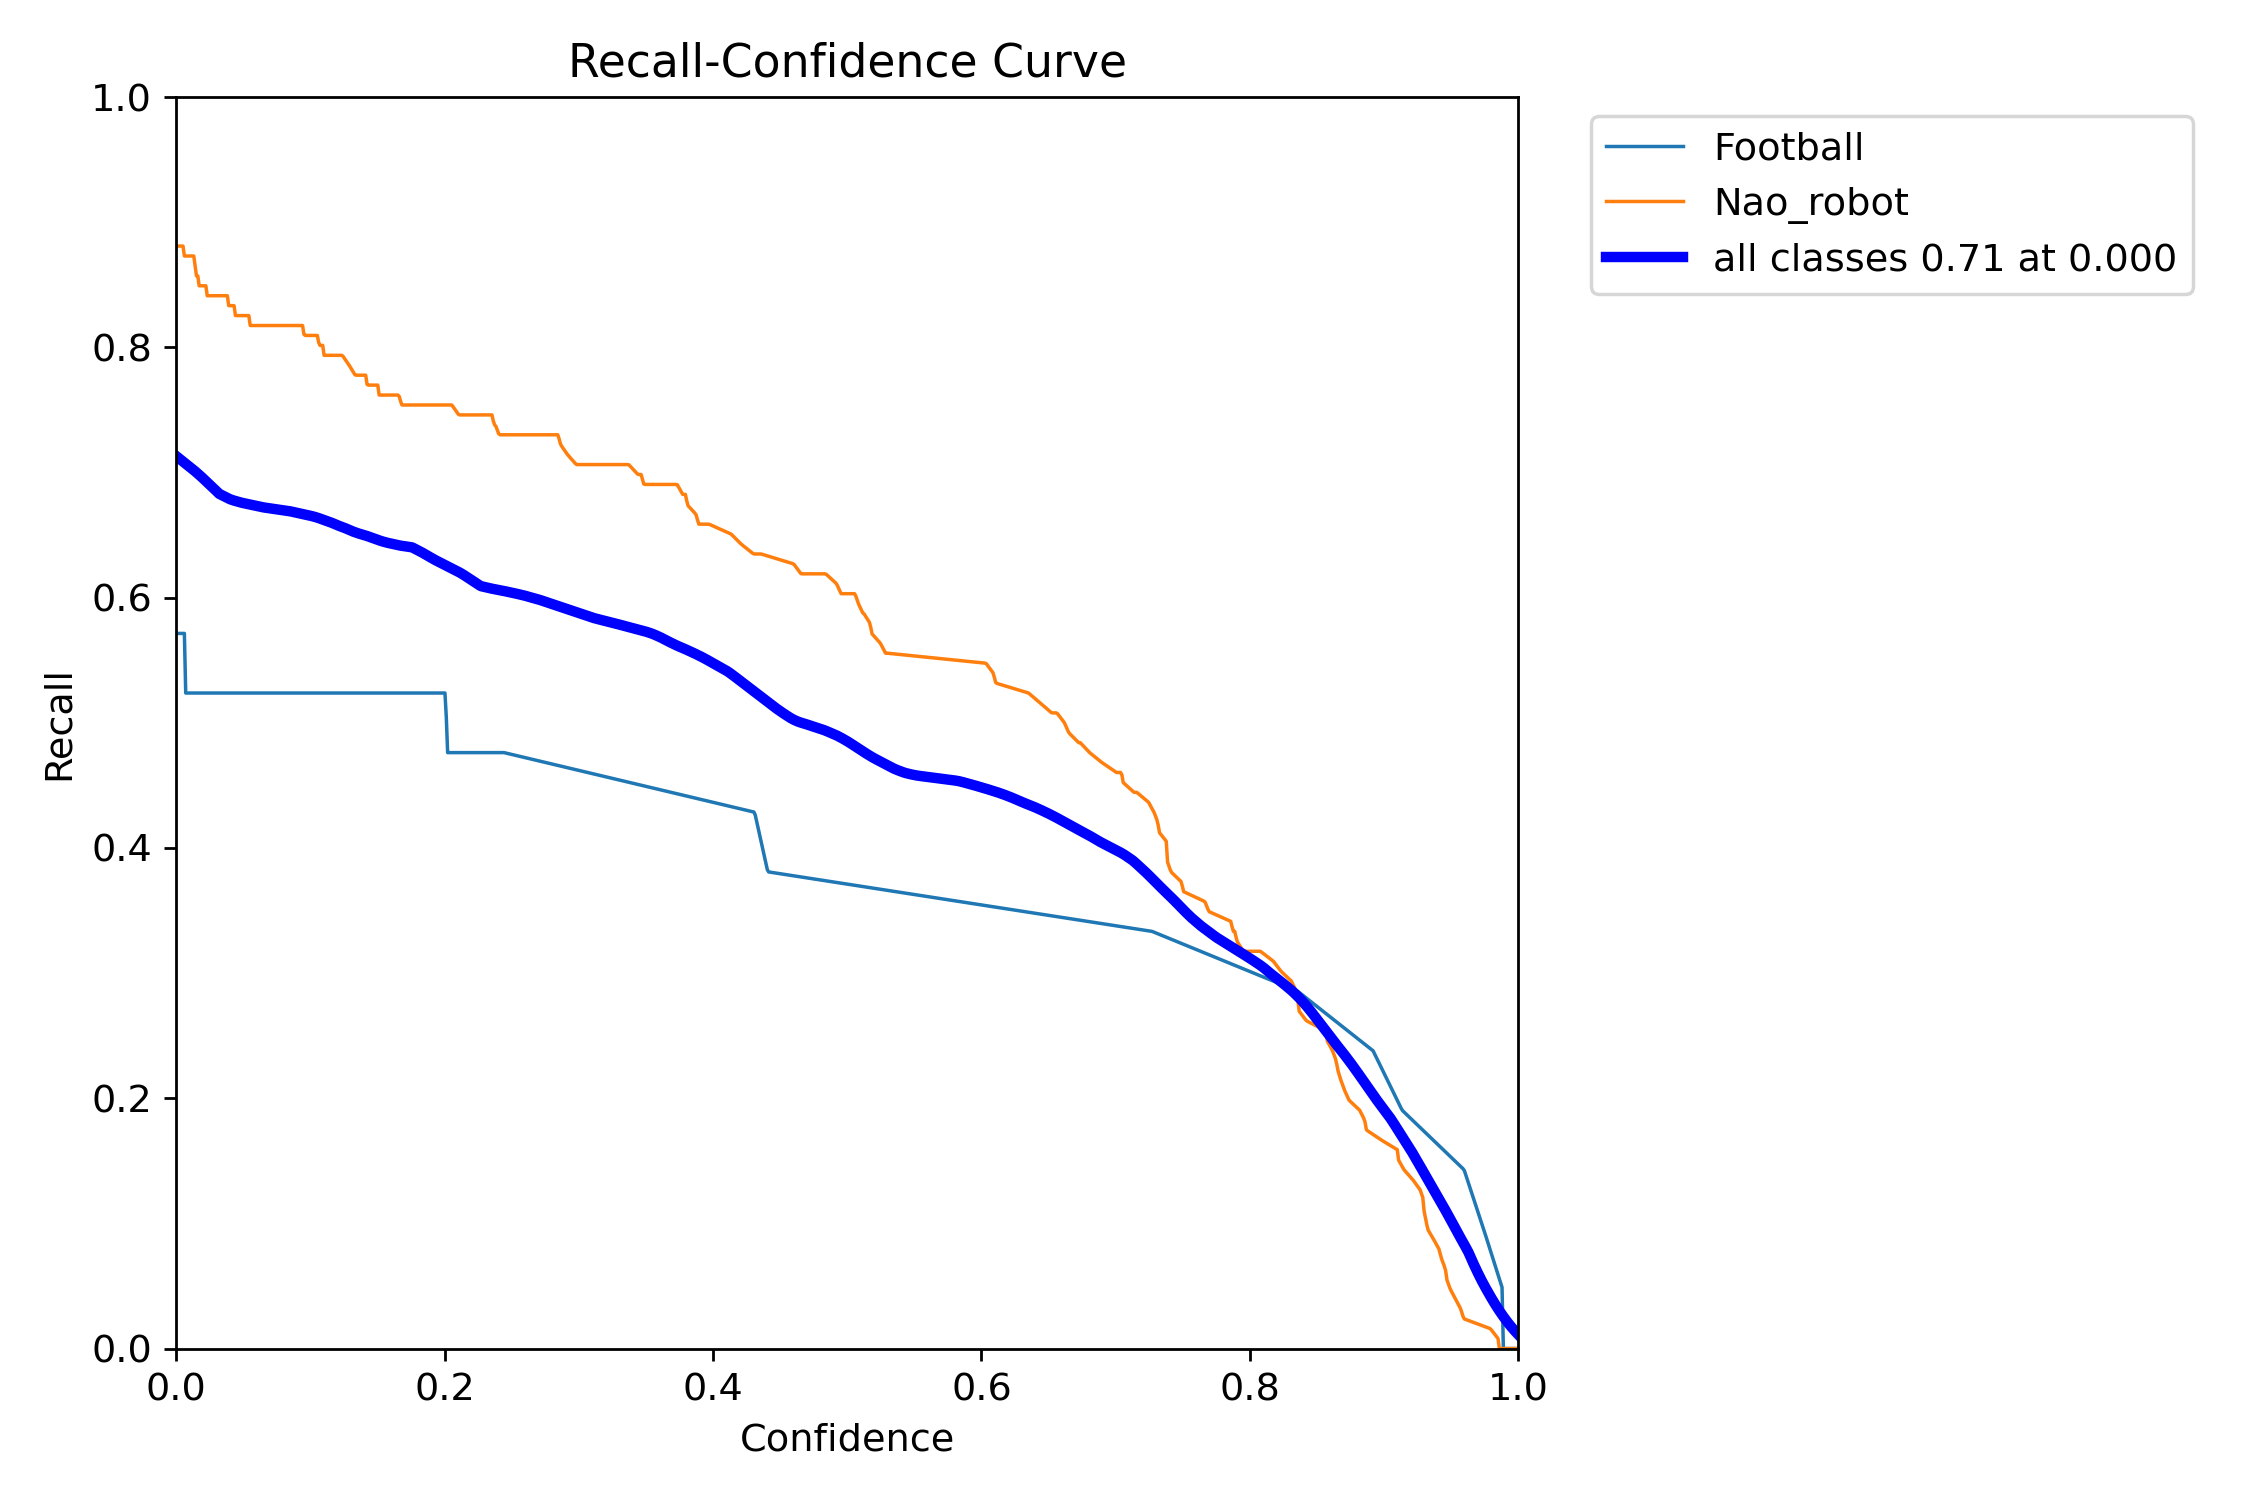 Recall-Confidence Curve
1.0
0.8
0.6
0.4
0.2
0.0
Recall
0.0 0.2 0.4 0.6 0.8 1.0
Confidence
Football
Nao_robot
all classes 0.71 at 0.000